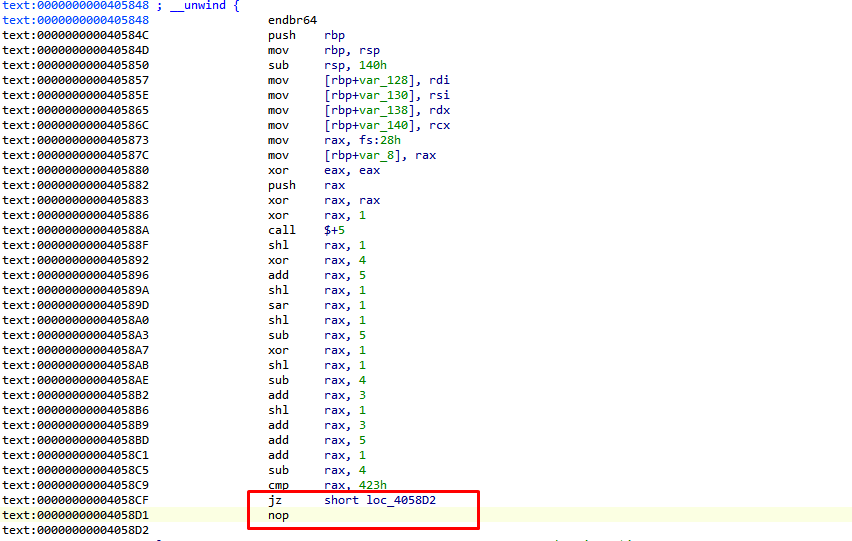 text:0000000000405848 ; __unwind {
text:0000000000405848 endbr64
text:000000000040584C push rbp
text:000000000040584D mov rbp, rsp
text:0000000000405850 sub rsp, 140h
text:0000000000405857 mov [rbp+var_128], rdi
text:000000000040585E mov [rbp+var_130], rsi
text:0000000000405865 mov [rbp+var_138], rdx
text:000000000040586C mov [rbp+var_140], rcx
text:0000000000405873 mov rax, fs:28h
text:000000000040587C mov [rbp+var_8], rax
text:0000000000405880 xor eax, eax
text:0000000000405882 push rax
text:0000000000405883 xor rax, rax
text:0000000000405886 xor rax, 1
text:000000000040588A call $+5
text:000000000040588F shl rax, 1
text:0000000000405892 xor rax, 4
text:0000000000405896 add rax, 5
text:000000000040589A shl rax, 1
text:000000000040589D sar rax, 1
text:00000000004058A0 shl rax, 1
text:00000000004058A3 sub rax, 5
text:00000000004058A7 xor rax, 1
text:00000000004058AB shl rax, 1
text:00000000004058AE sub rax, 4
text:00000000004058B2 add rax, 3
text:00000000004058B6 shl rax, 1
text:00000000004058B9 add rax, 3
text:00000000004058BD add rax, 5
text:00000000004058C1 add rax, 1
text:00000000004058C5 sub rax, 4
text:00000000004058C9 cmp rax, 423h
text:00000000004058CF jz short loc_4058D2
text:00000000004058D1 nop
text:00000000004058D2